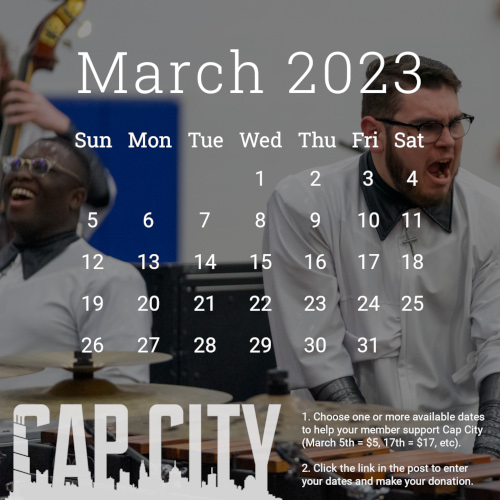 March 2023
Sun Mon Tue Wed Thu Fri Sat
1 2 3 4
5 6 7 8 9 10 11
12 13 14 15 16 17 18
19 20 21 22 23 24 25
26 27 28 29 30 31
CAP CITY
1. Choose one or more available dates
to help your member support Cap City
(March 5th = $5, 17th = $17, etc).
2. Click the link in the post to enter
your dates and make your donation.